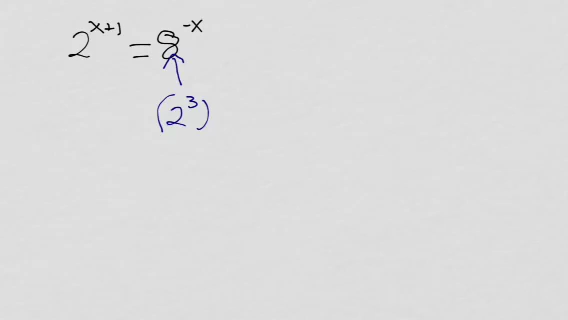 2^{x+1} = 8^{-x}
(2^3)